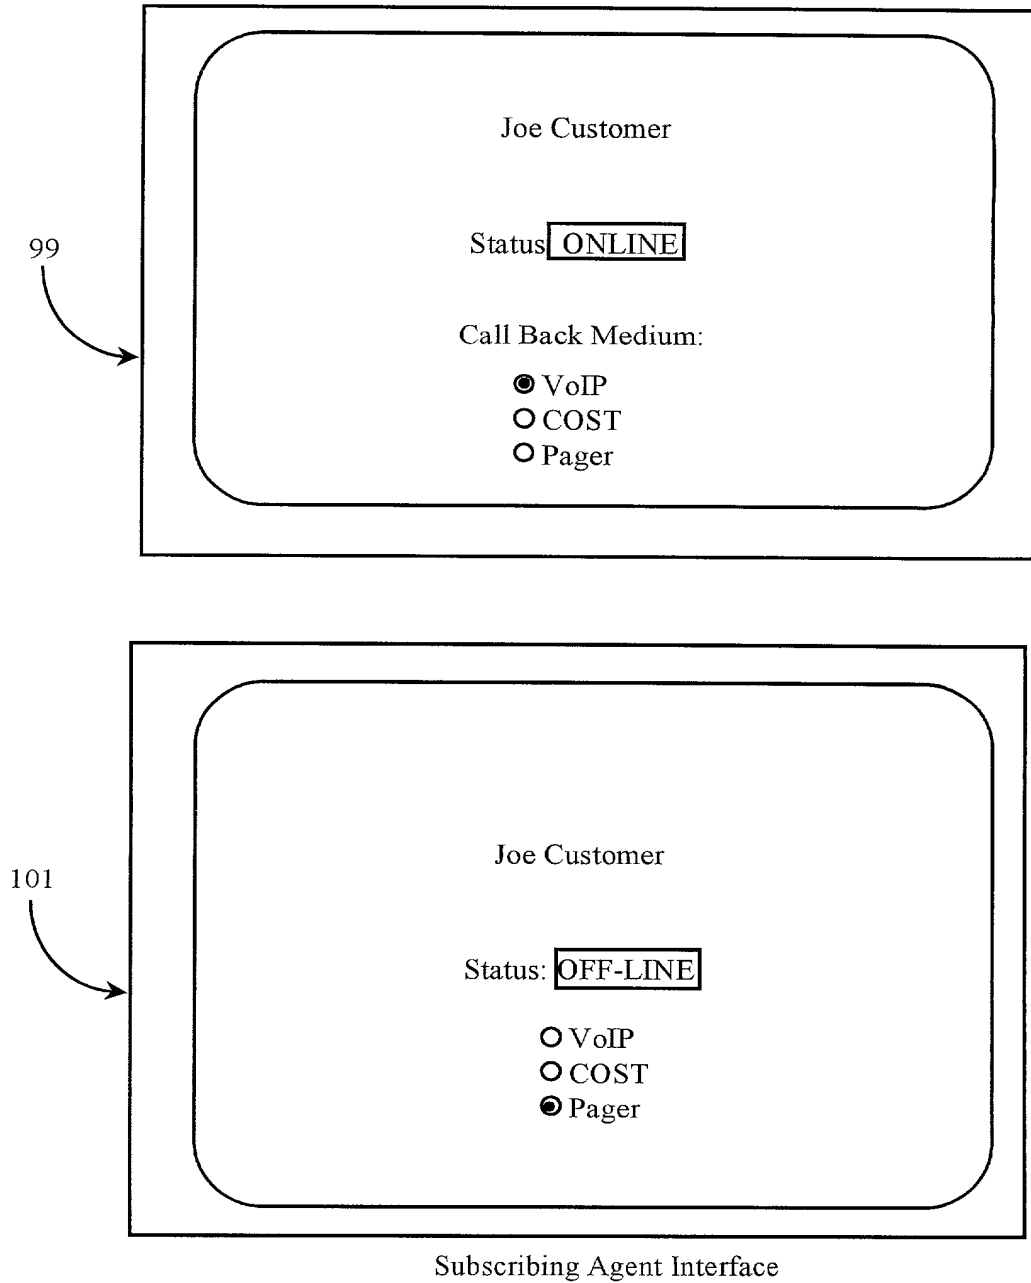 Joe Customer
Status ONLINE
99
Call Back Medium:
VoIP
COST
Pager
Joe Customer
101
Status: OFF-LINE
VoIP
COST
Pager
Subscribing Agent Interface